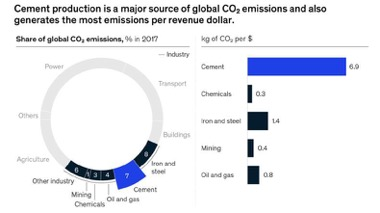 Cement production is a major source of global CO₂ emissions and also
generates the most emissions per revenue dollar.
Share of global CO₂ emissions, % in 2017
Industry
Power
Transport
Others
Buildings
Agriculture
Other industry
Mining
Chemicals
Oil and gas
Cement
Iron and
steel
6
3
4
7
8
kg of CO₂ per $
Cement 6.9
Chemicals 0.3
Iron and steel 1.4
Mining 0.4
Oil and gas 0.8